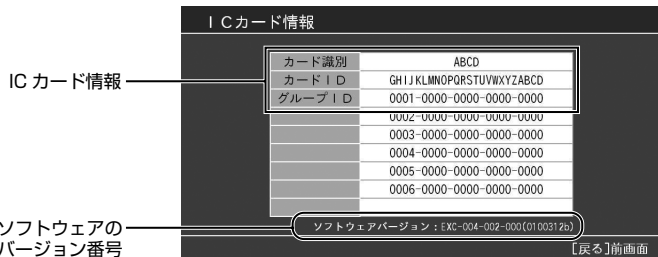 ICカード情報
IC カード情報
カード識別 ABCD
カードID GHIJKLMNOPQRSTUVWXYZABCD
グループID 0001-0000-0000-0000-0000
0002-0000-0000-0000-0000
0003-0000-0000-0000-0000
0004-0000-0000-0000-0000
0005-0000-0000-0000-0000
0006-0000-0000-0000-0000
ソフトウェアの
バージョン番号
ソフトウェアバージョン：EXC-004-002-000(0100312b)
[戻る]前画面